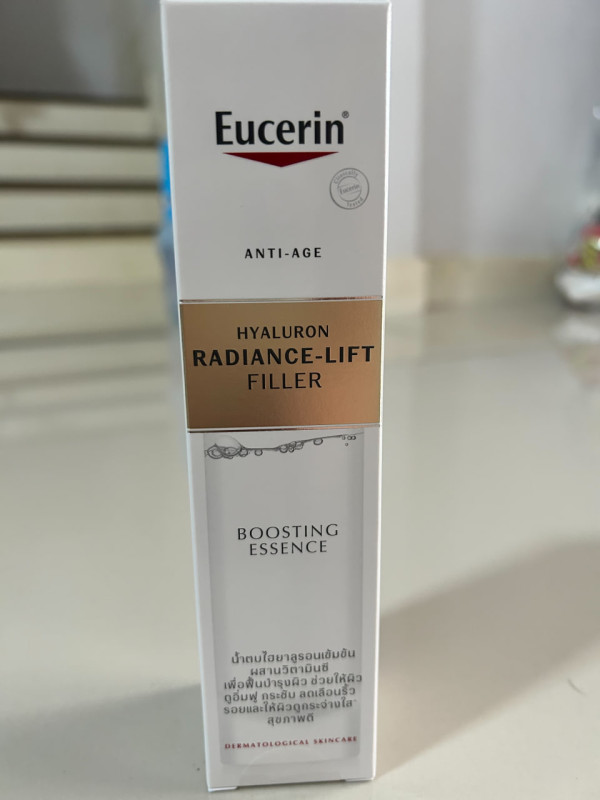 Eucerin®
Eucerin
ANTI-AGE
HYALURON
RADIANCE-LIFT
FILLER
BOOSTING
ESSENCE
น้ำตบไฮยาลูรอนเข้มข้น
ผสานวิตามินซี
เพื่อฟื้นบำรุงผิว ช่วยให้ผิว
ดูอิ่มฟู กระชับ ลดเลือนริ้ว
รอยและให้ผิวดูกระจ่างใส
สุขภาพดี
DERMATOLOGICAL SKINCARE